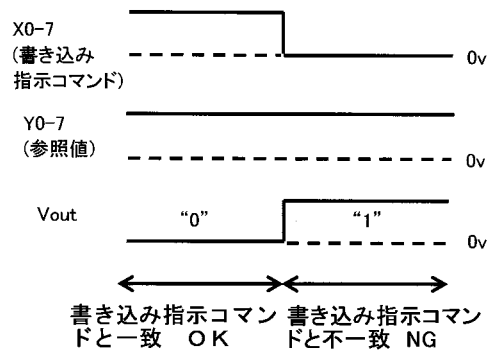 X0-7
(書き込み
指示コマンド)
0v
Y0-7
(参照値)
0v
Vout
“0”
“1”
0v
書き込み指示コマン
ドと一致 OK
書き込み指示コマン
ドと不一致 NG